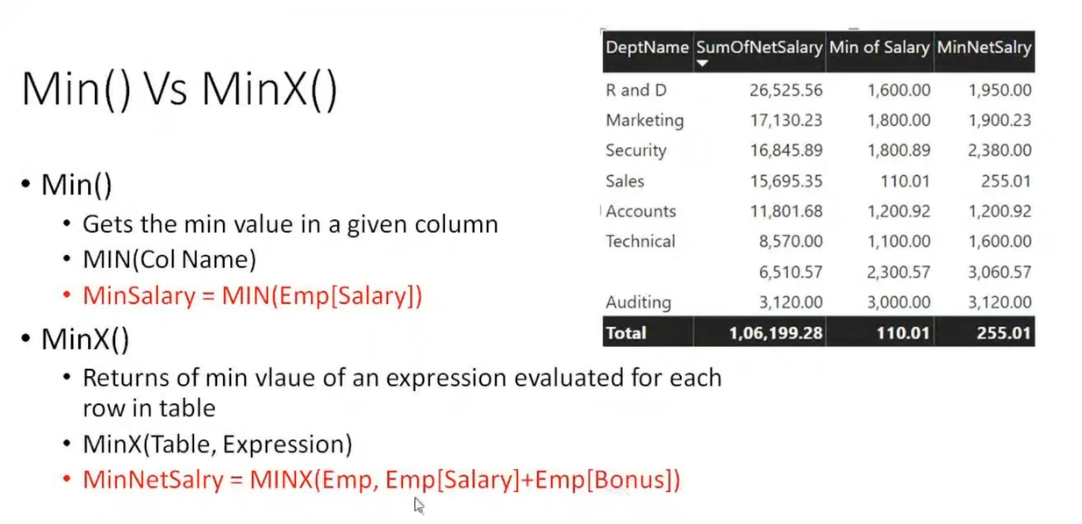 Min() Vs MinX()
• Min()
• Gets the min value in a given column
• MIN(Col Name)
• MinSalary = MIN(Emp[Salary])
• MinX()
• Returns of min vlaue of an expression evaluated for each
row in table
• MinX(Table, Expression)
• MinNetSalry = MINX(Emp, Emp[Salary]+Emp[Bonus])
DeptName SumOfNetSalary Min of Salary MinNetSalry
R and D 26,525.56 1,600.00 1,950.00
Marketing 17,130.23 1,800.00 1,900.23
Security 16,845.89 1,800.89 2,380.00
Sales 15,695.35 110.01 255.01
Accounts 11,801.68 1,200.92 1,200.92
Technical 8,570.00 1,100.00 1,600.00
6,510.57 2,300.57 3,060.57
Auditing 3,120.00 3,000.00 3,120.00
Total 1,06,199.28 110.01 255.01